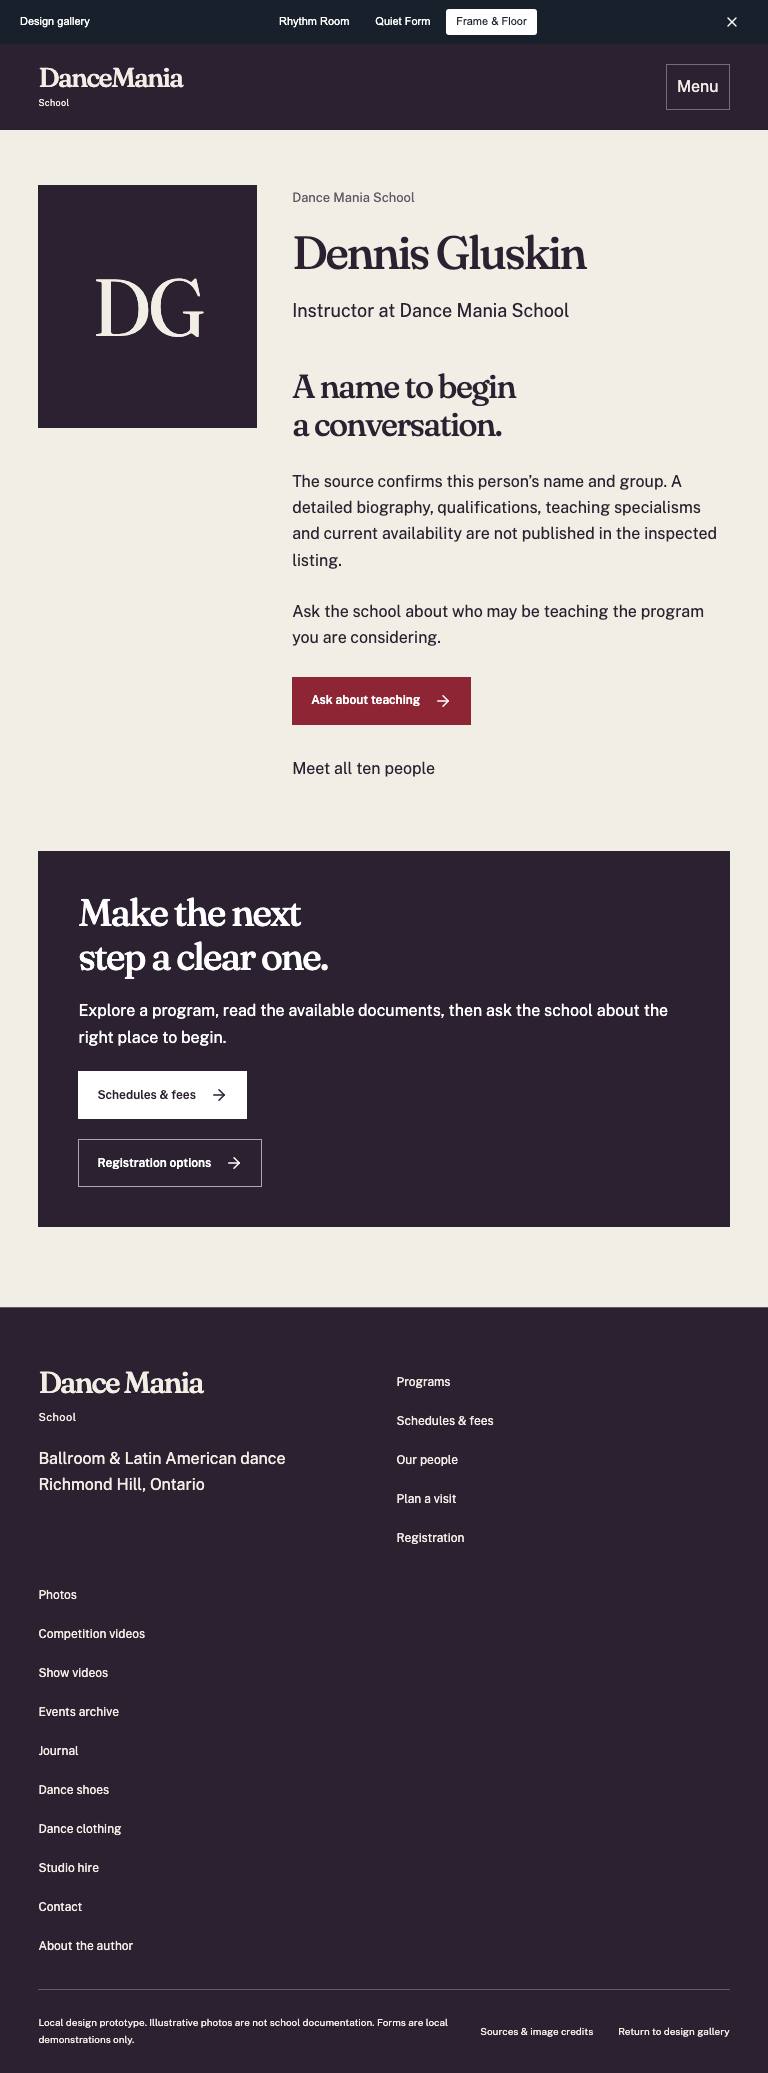 Design gallery
Rhythm Room
Quiet Form
Frame & Floor
DanceMania
School
Menu
DG
Dance Mania School
Dennis Gluskin
Instructor at Dance Mania School
A name to begin
a conversation.
The source confirms this person’s name and group. A
detailed biography, qualifications, teaching specialisms
and current availability are not published in the inspected
listing.
Ask the school about who may be teaching the program
you are considering.
Ask about teaching
Meet all ten people
Make the next
step a clear one.
Explore a program, read the available documents, then ask the school about the
right place to begin.
Schedules & fees
Registration options
Dance Mania
School
Ballroom & Latin American dance
Richmond Hill, Ontario
Programs
Schedules & fees
Our people
Plan a visit
Registration
Photos
Competition videos
Show videos
Events archive
Journal
Dance shoes
Dance clothing
Studio hire
Contact
About the author
Local design prototype. Illustrative photos are not school documentation. Forms are local
demonstrations only.
Sources & image credits
Return to design gallery